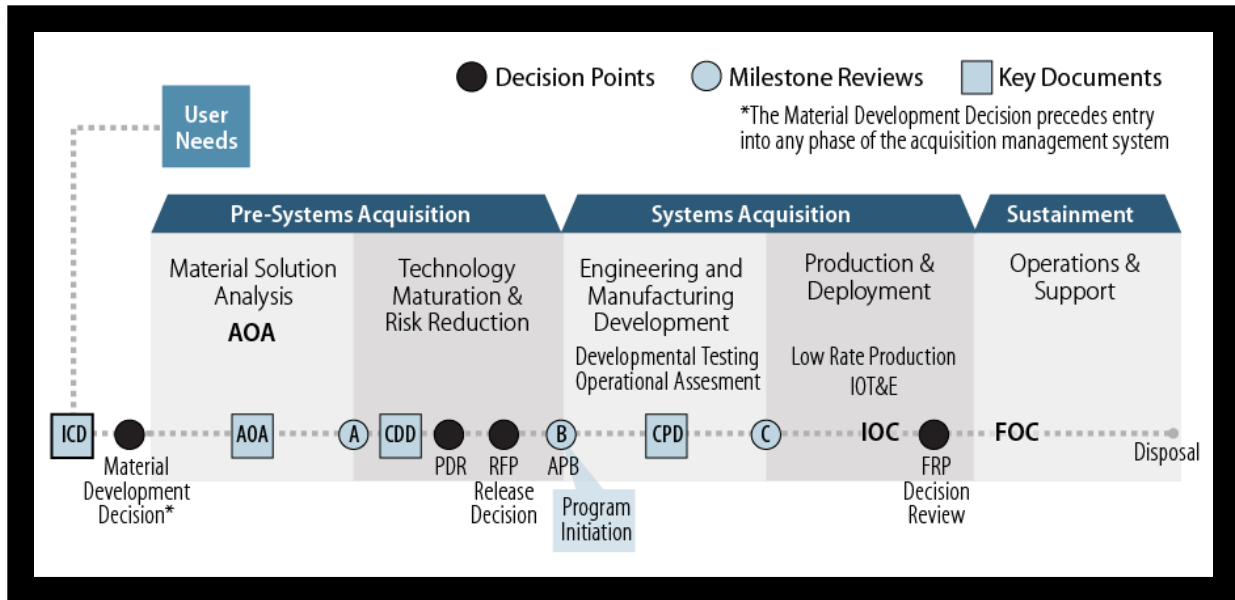 Decision Points
Milestone Reviews
Key Documents
*The Material Development Decision precedes entry
into any phase of the acquisition management system
User
Needs
Pre-Systems Acquisition
Systems Acquisition
Sustainment
Material Solution
Analysis
AOA
Technology
Maturation &
Risk Reduction
Engineering and
Manufacturing
Development
Developmental Testing
Operational Assesment
Production &
Deployment
Low Rate Production
IOT&E
Operations &
Support
ICD
AOA
A
CDD
B
CPD
C
IOC
FOC
Material
Development
Decision*
PDR
RFP
Release
Decision
APB
Program
Initiation
FRP
Decision
Review
Disposal